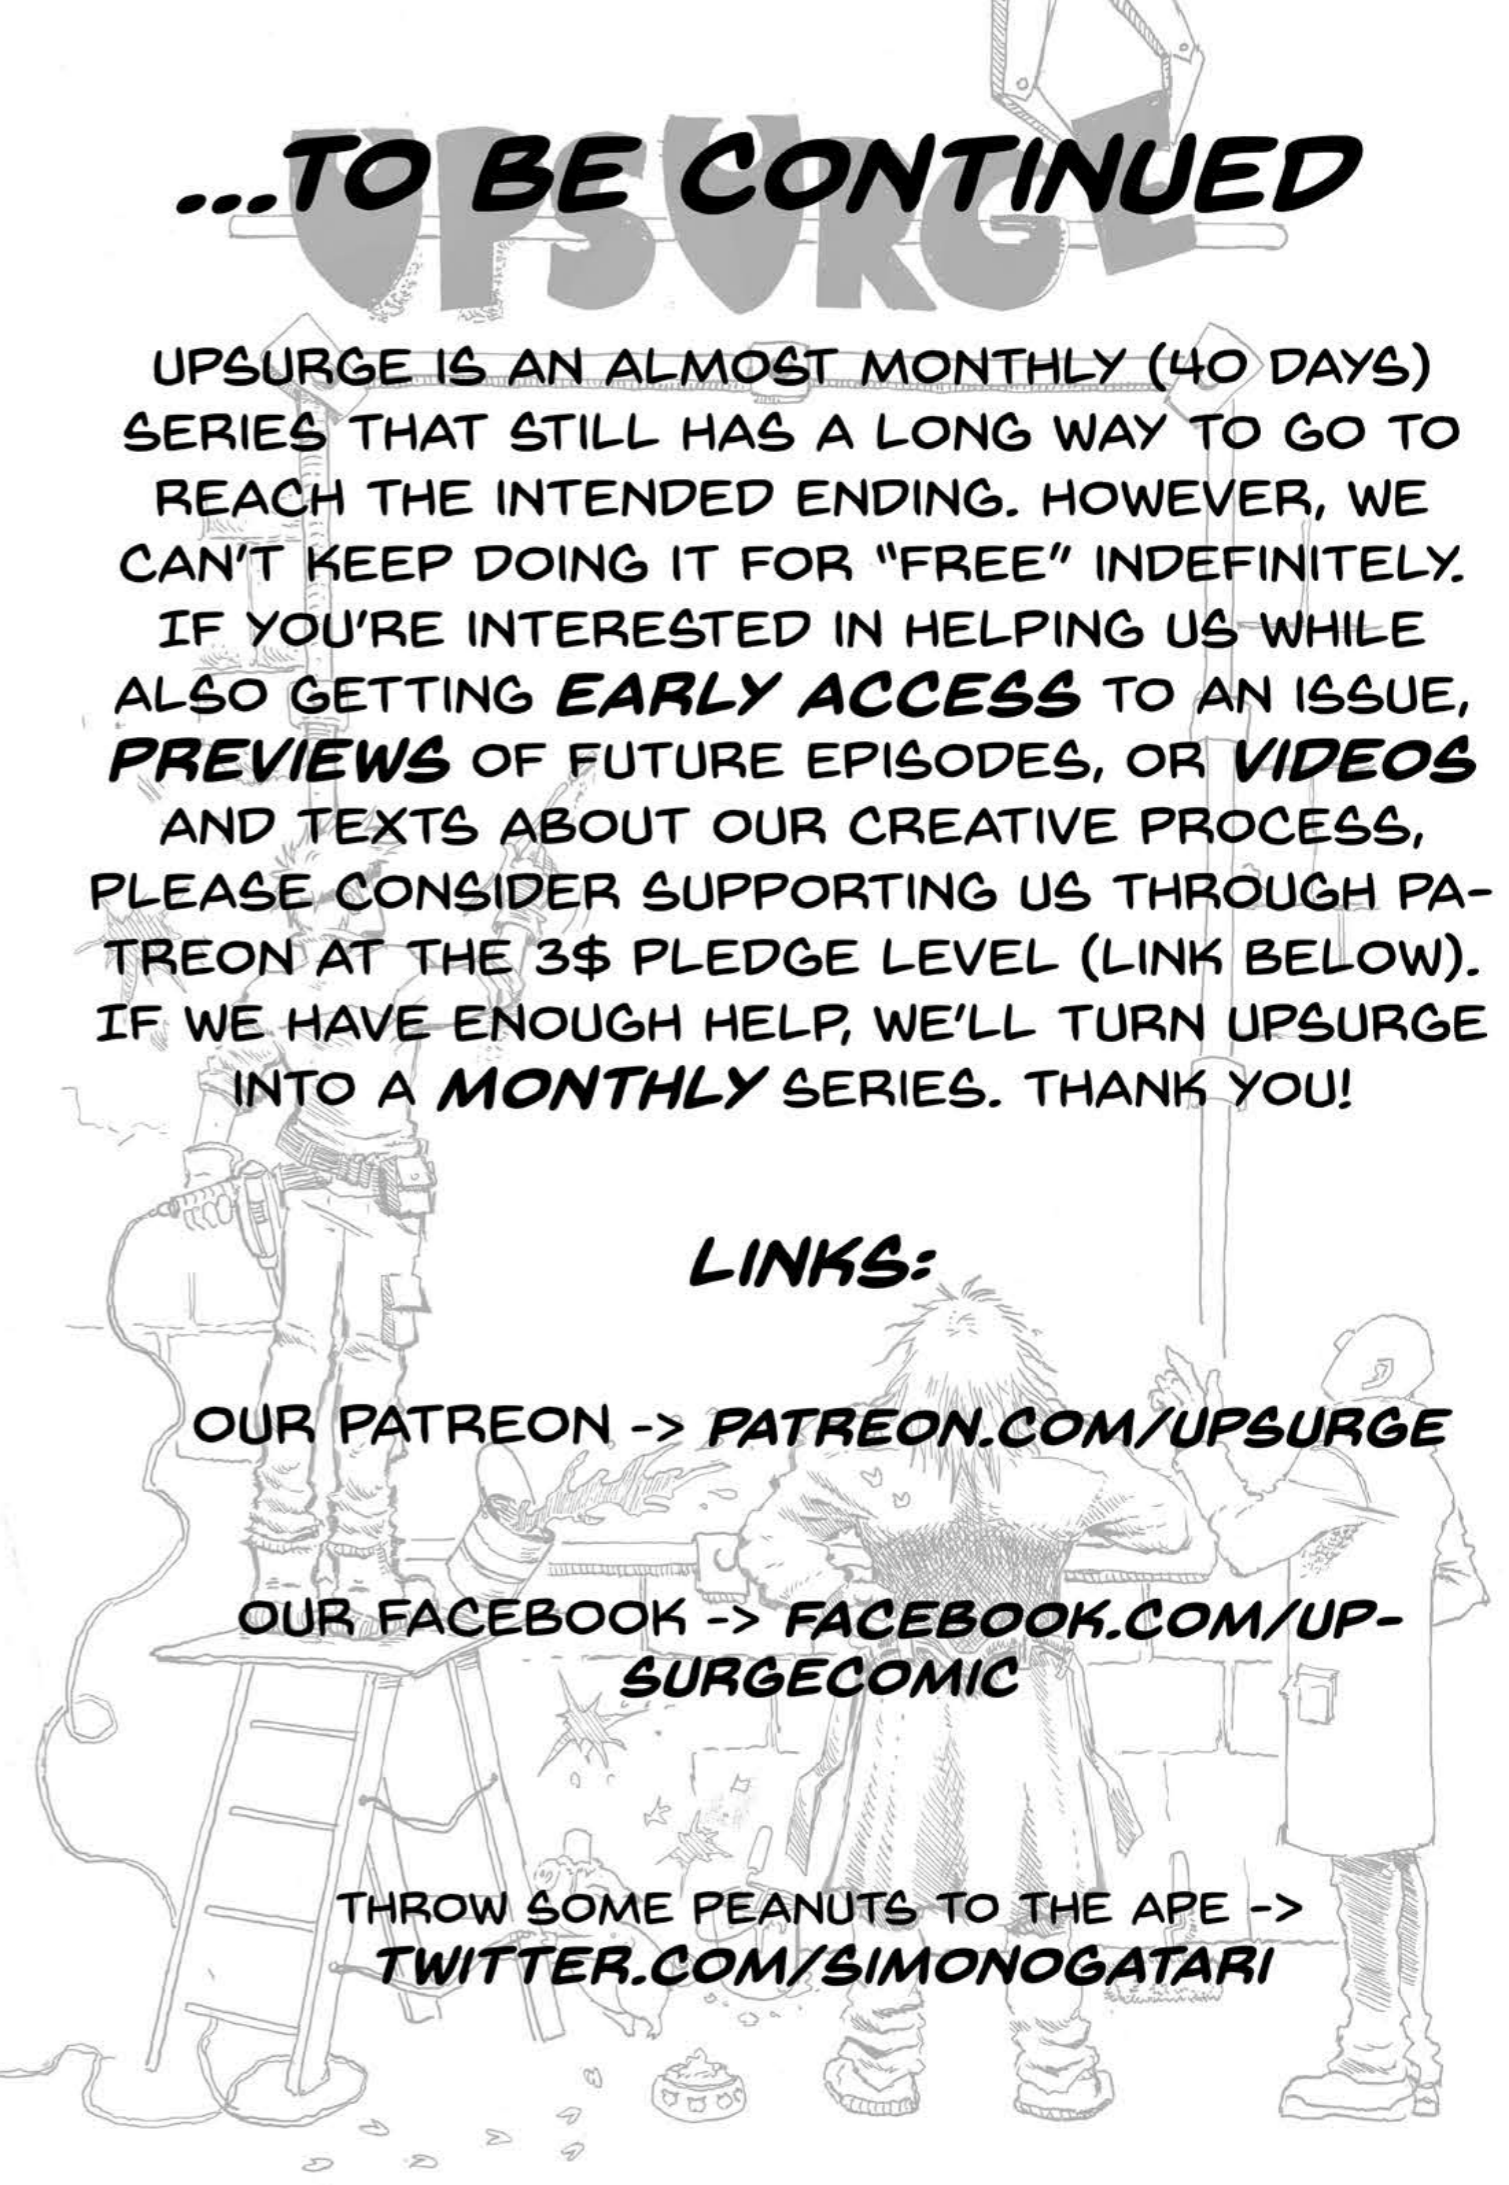 ...TO BE CONTINUED
UPSURGE
UPSURGE IS AN ALMOST MONTHLY (40 DAYS)
SERIES THAT STILL HAS A LONG WAY TO GO TO
REACH THE INTENDED ENDING. HOWEVER, WE
CAN'T KEEP DOING IT FOR "FREE" INDEFINITELY.
IF YOU'RE INTERESTED IN HELPING US WHILE
ALSO GETTING EARLY ACCESS TO AN ISSUE,
PREVIEWS OF FUTURE EPISODES, OR VIDEOS
AND TEXTS ABOUT OUR CREATIVE PROCESS,
PLEASE CONSIDER SUPPORTING US THROUGH PA-
TREON AT THE 3$ PLEDGE LEVEL (LINK BELOW).
IF WE HAVE ENOUGH HELP, WE'LL TURN UPSURGE
INTO A MONTHLY SERIES. THANK YOU!
LINKS:
OUR PATREON -> PATREON.COM/UPSURGE
OUR FACEBOOK -> FACEBOOK.COM/UP-
SURGECOMIC
THROW SOME PEANUTS TO THE APE ->
TWITTER.COM/SIMONOGATARI